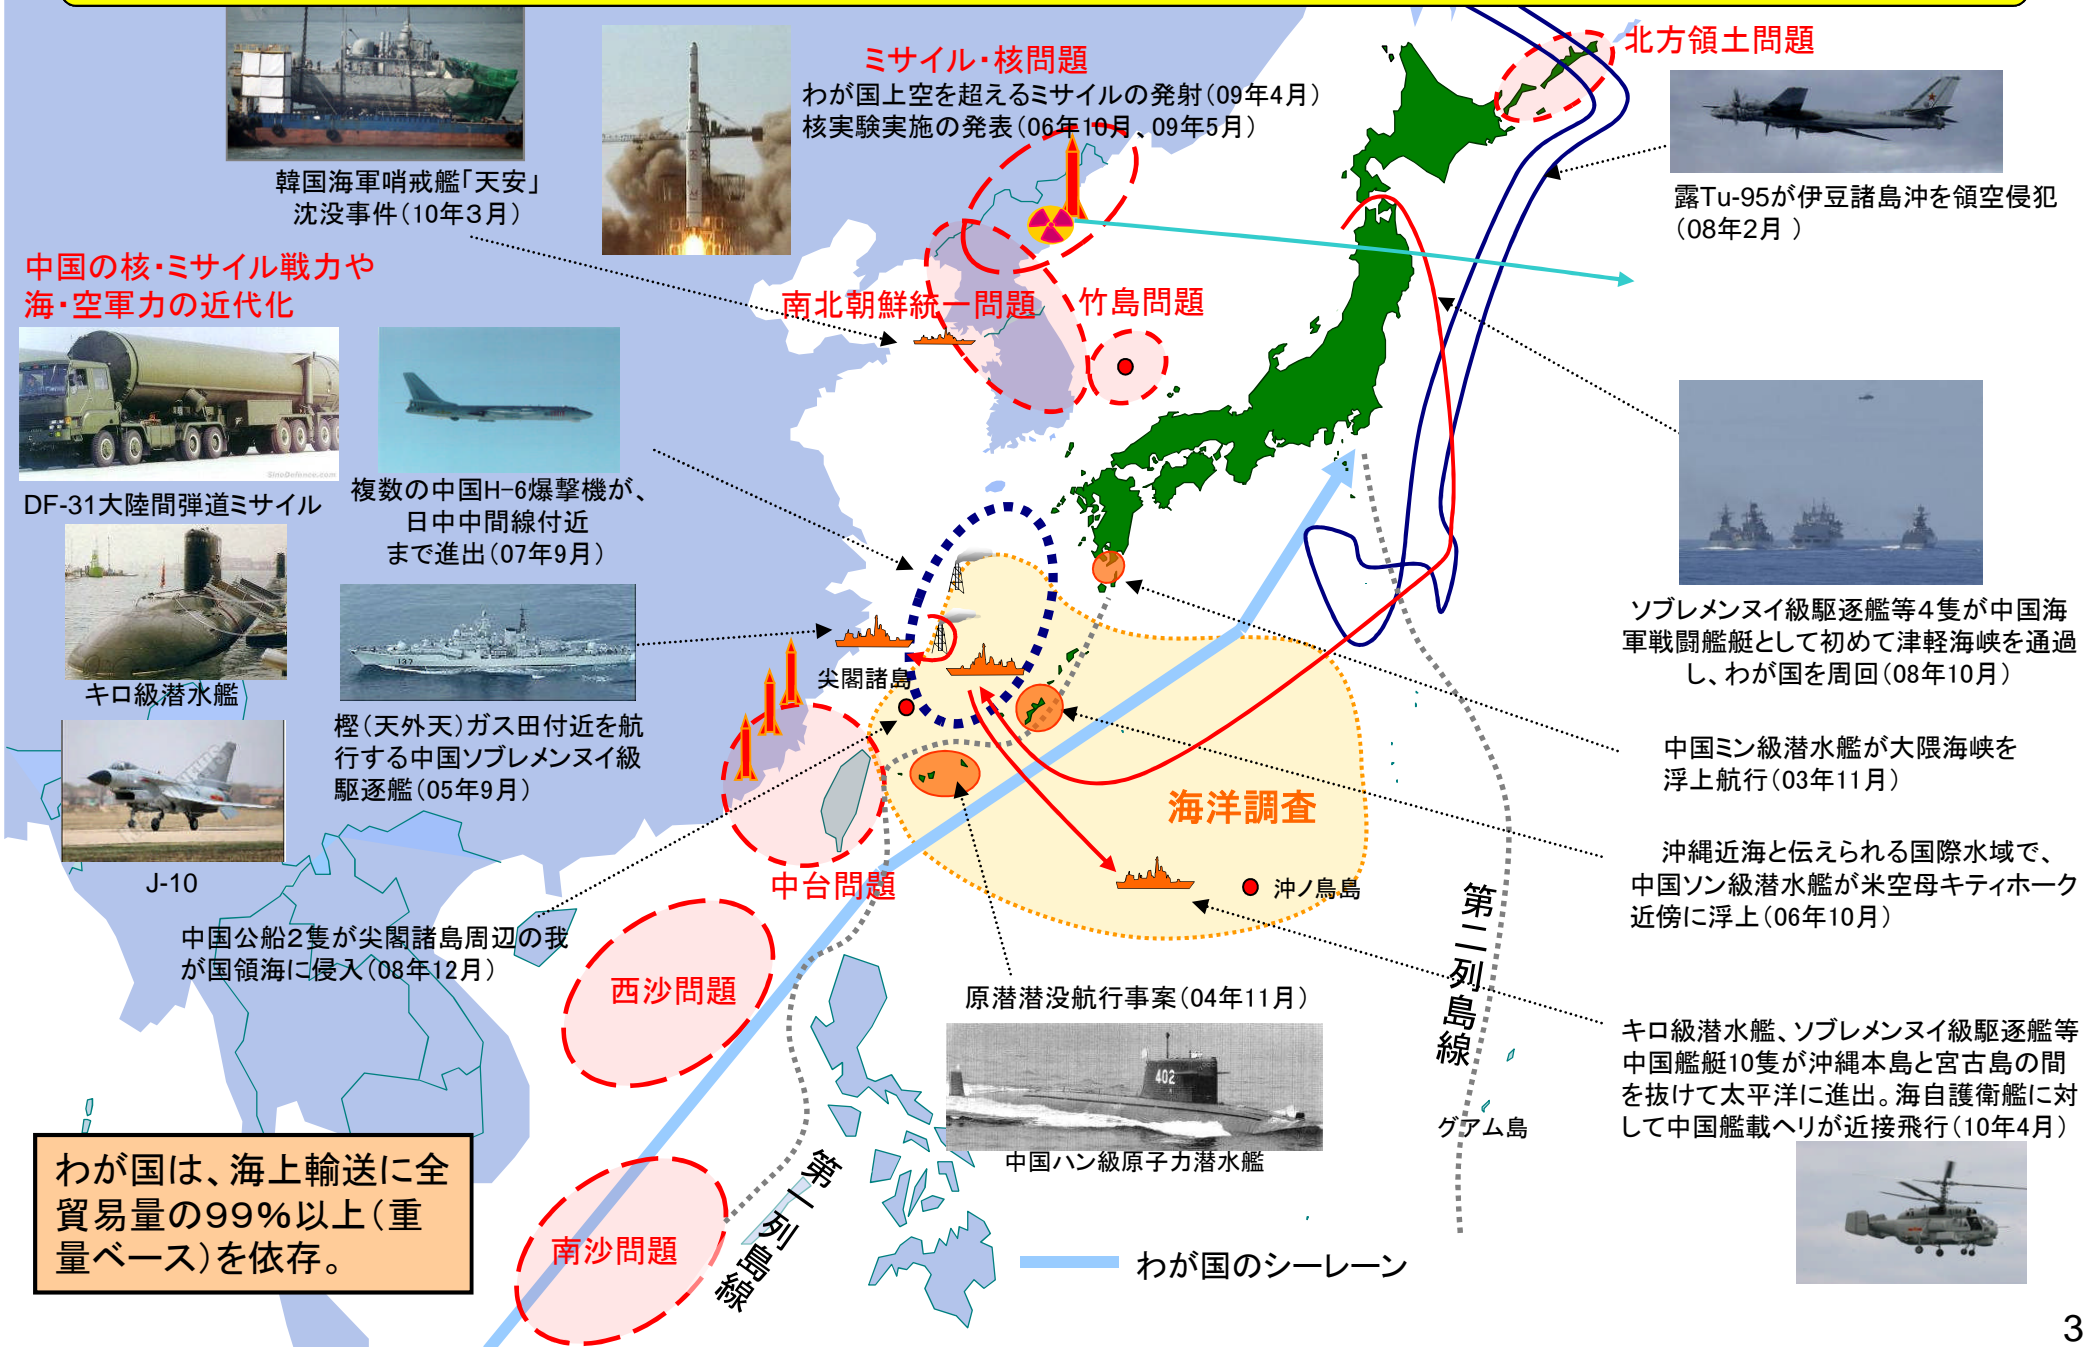 北方領土問題
ミサイル・核問題
わが国上空を超えるミサイルの発射(09年4月)
核実験実施の発表(06年10月、09年5月)
韓国海軍哨戒艦「天安」
沈没事件(10年3月)
露Tu-95が伊豆諸島沖を領空侵犯
(08年2月 )
中国の核・ミサイル戦力や
海・空軍力の近代化
南北朝鮮統一問題
竹島問題
SinoDefence.com
DF-31大陸間弾道ミサイル
複数の中国H-6爆撃機が、
日中中間線付近
まで進出(07年9月)
137
キロ級潜水艦
尖閣諸島
ソブレメンヌイ級駆逐艦等4隻が中国海
軍戦闘艦艇として初めて津軽海峡を通過
し、わが国を周回(08年10月)
樫(天外天)ガス田付近を航
行する中国ソブレメンヌイ級
駆逐艦(05年9月)
中国ミン級潜水艦が大隈海峡を
浮上航行(03年11月)
海洋調査
J-10
中台問題
沖ノ鳥島
沖縄近海と伝えられる国際水域で、
中国ソン級潜水艦が米空母キティホーク
近傍に浮上(06年10月)
中国公船2隻が尖閣諸島周辺の我
が国領海に侵入(08年12月)
西沙問題
第二列島線
原潜潜没航行事案(04年11月)
402
中国ハン級原子力潜水艦
キロ級潜水艦、ソブレメンヌイ級駆逐艦等
中国艦艇10隻が沖縄本島と宮古島の間
を抜けて太平洋に進出。海自護衛艦に対
して中国艦載ヘリが近接飛行(10年4月)
グアム島
わが国は、海上輸送に全
貿易量の99%以上(重
量ベース)を依存。
第一列島線
南沙問題
わが国のシーレーン
3